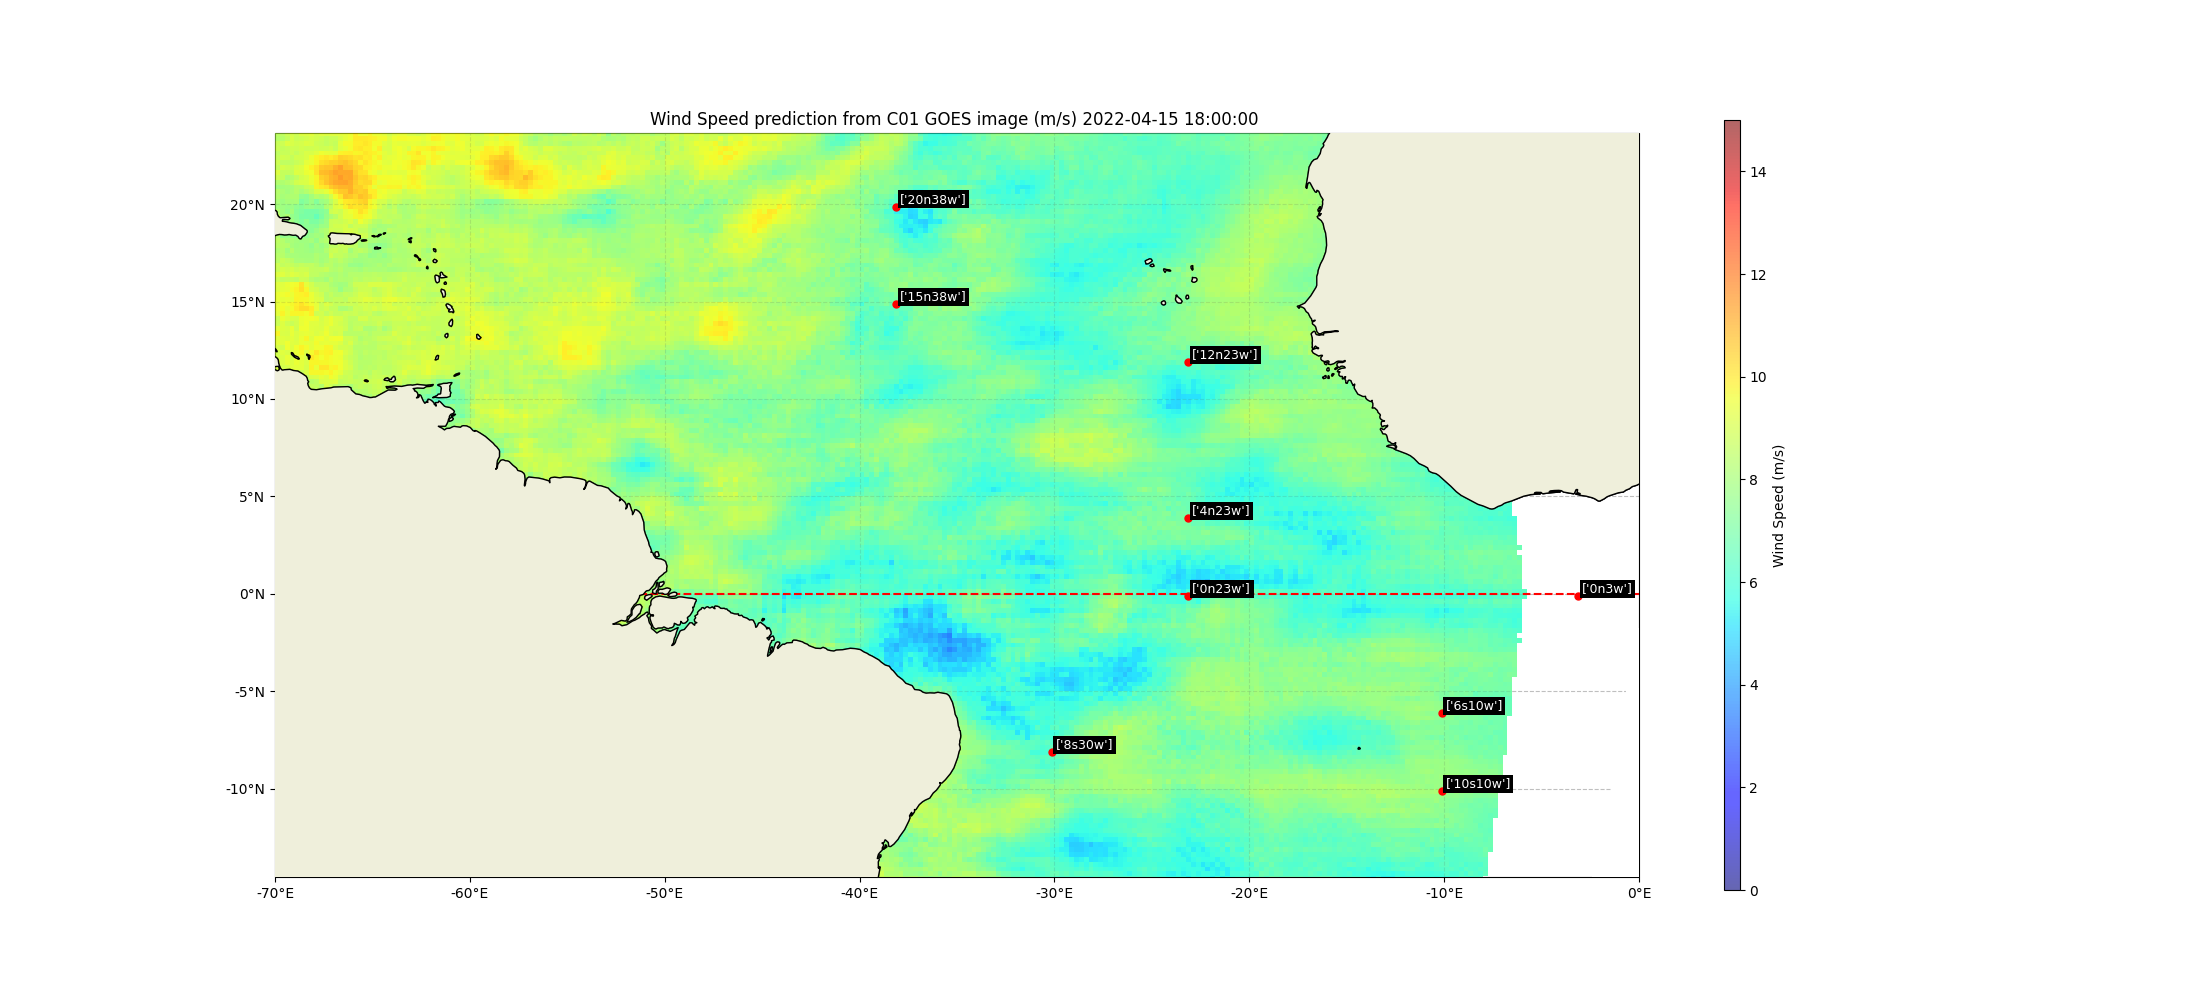 Wind Speed prediction from C01 GOES image (m/s) 2022-04-15 18:00:00
20°N
15°N
10°N
5°N
0°N
-5°N
-10°N
-70°E
-60°E
-50°E
-40°E
-30°E
-20°E
-10°E
0°E
['20n38w']
['15n38w']
['12n23w']
['4n23w']
['0n23w']
['0n3w']
['6s10w']
['8s30w']
['10s10w']
14
12
10
8
6
4
2
0
Wind Speed (m/s)